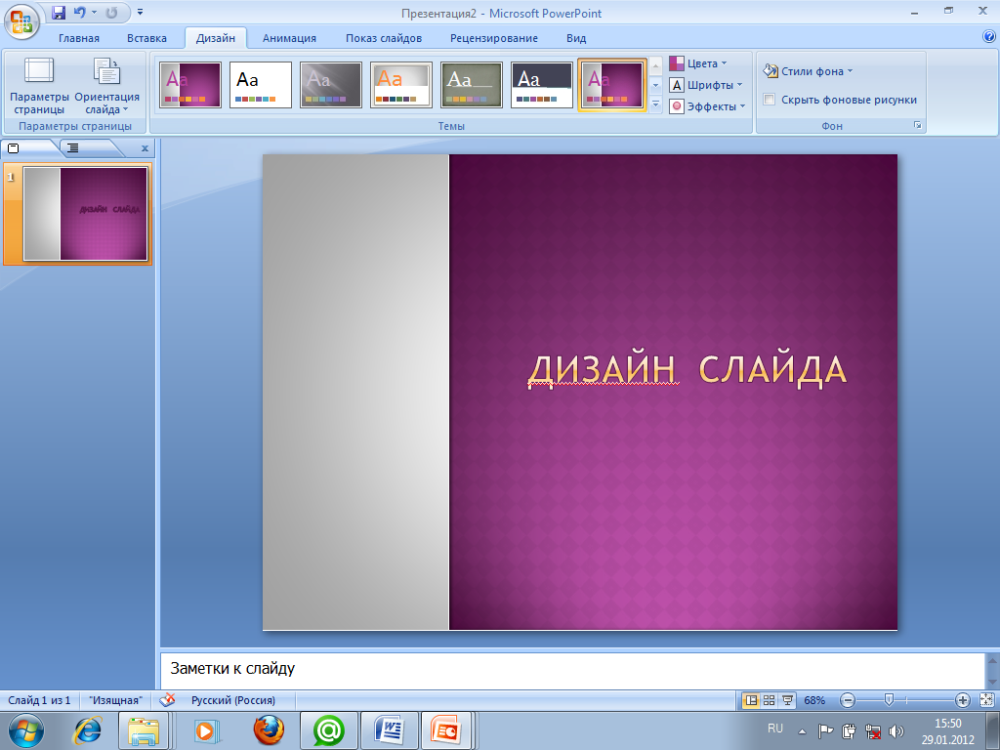 Презентация2 - Microsoft PowerPoint
Главная Вставка Дизайн Анимация Показ слайдов Рецензирование Вид
Параметры страницы
Ориентация слайда
Параметры страницы
Aa Aa Aa Aa Aa Aa Aa
Темы
Цвета
Шрифты
Эффекты
Стили фона
Скрыть фоновые рисунки
Фон
1
ДИЗАЙН СЛАЙДА
ДИЗАЙН СЛАЙДА
Заметки к слайду
Слайд 1 из 1 "Изящная" Русский (Россия) 68%
RU 15:50
29.01.2012